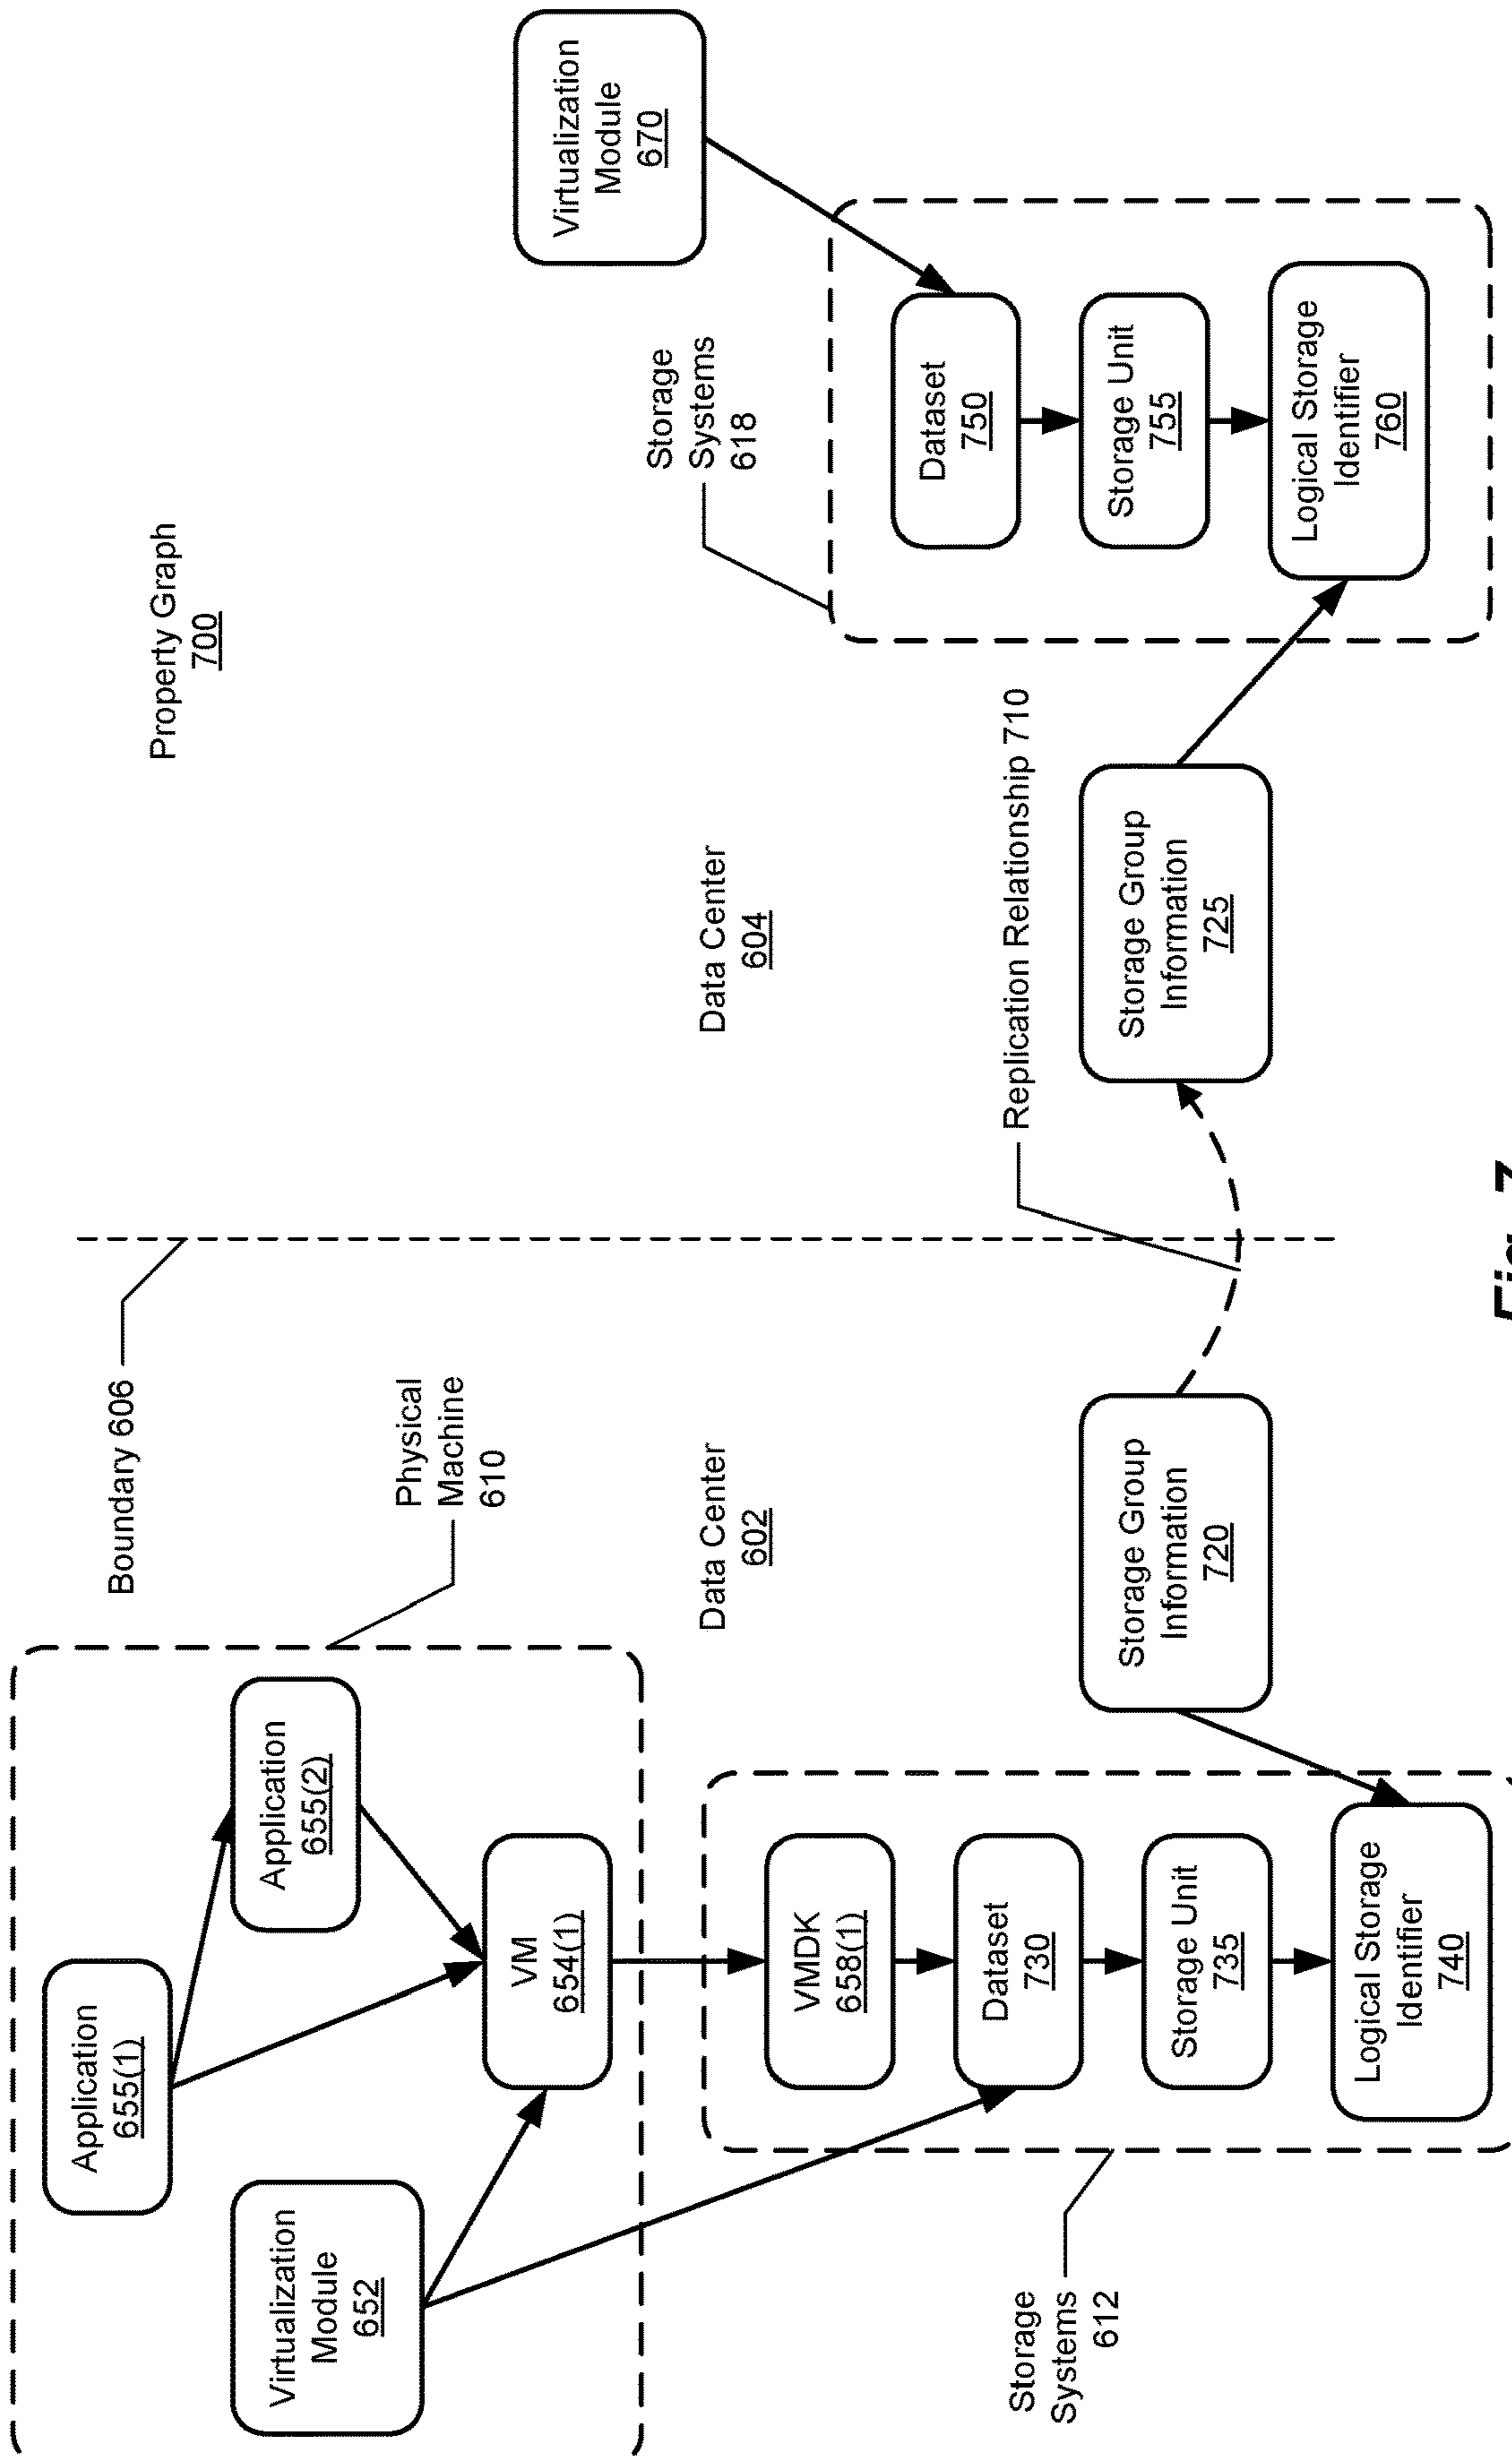 Property Graph
700
Boundary 606
Physical
Machine
610
Application
655(1)
Application
655(2)
Virtualization
Module
652
VM
654(1)
Data Center
602
Data Center
604
Storage
Systems
612
VMDK
658(1)
Dataset
730
Storage Unit
735
Logical Storage
Identifier
740
Storage Group
Information
720
Replication Relationship 710
Storage Group
Information
725
Storage
Systems
618
Virtualization
Module
670
Dataset
750
Storage Unit
755
Logical Storage
Identifier
760
Fig. 7